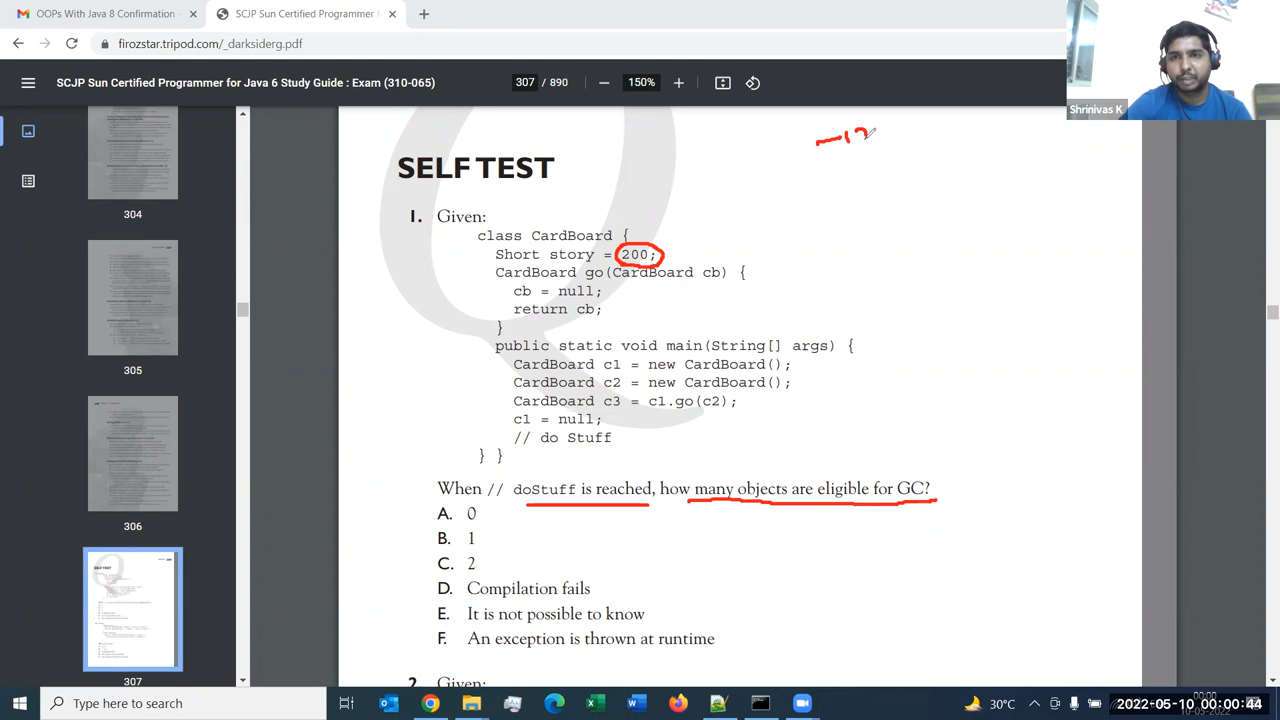 OOPs With Java 8 Confirmation -
SCJP Sun Certified Programmer f
firozstar.tripod.com/_darksiderg.pdf
SCJP Sun Certified Programmer for Java 6 Study Guide : Exam (310-065)
307 / 890
150%
Shrinivas K
304
305
306
307
SELF TEST
1. Given:
class CardBoard {
Short story = 200;
CardBoard go(CardBoard cb) {
cb = null;
return cb;
}
public static void main(String[] args) {
CardBoard c1 = new CardBoard();
CardBoard c2 = new CardBoard();
CardBoard c3 = c1.go(c2);
c1 = null;
// do Stuff
} }
When // doStuff is reached, how many objects are eligible for GC?
A. 0
B. 1
C. 2
D. Compilation fails
E. It is not possible to know
F. An exception is thrown at runtime
2. Given:
Type here to search
30°C
2022-05-10 00:00:44